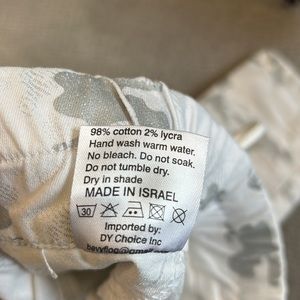 98% cotton 2% lycra
Hand wash warm water.
No bleach. Do not soak.
Do not tumble dry.
Dry in shade
MADE IN ISRAEL
30
Imported by:
DY Choice Inc